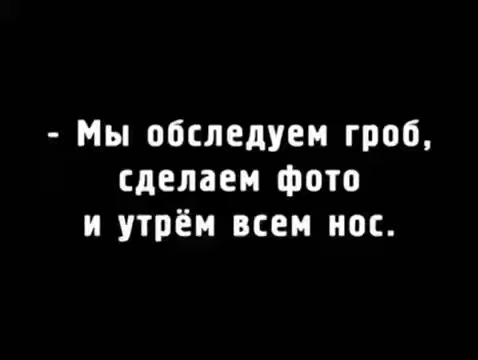 - Мы обследуем гроб,
сделаем фото
и утрём всем нос.